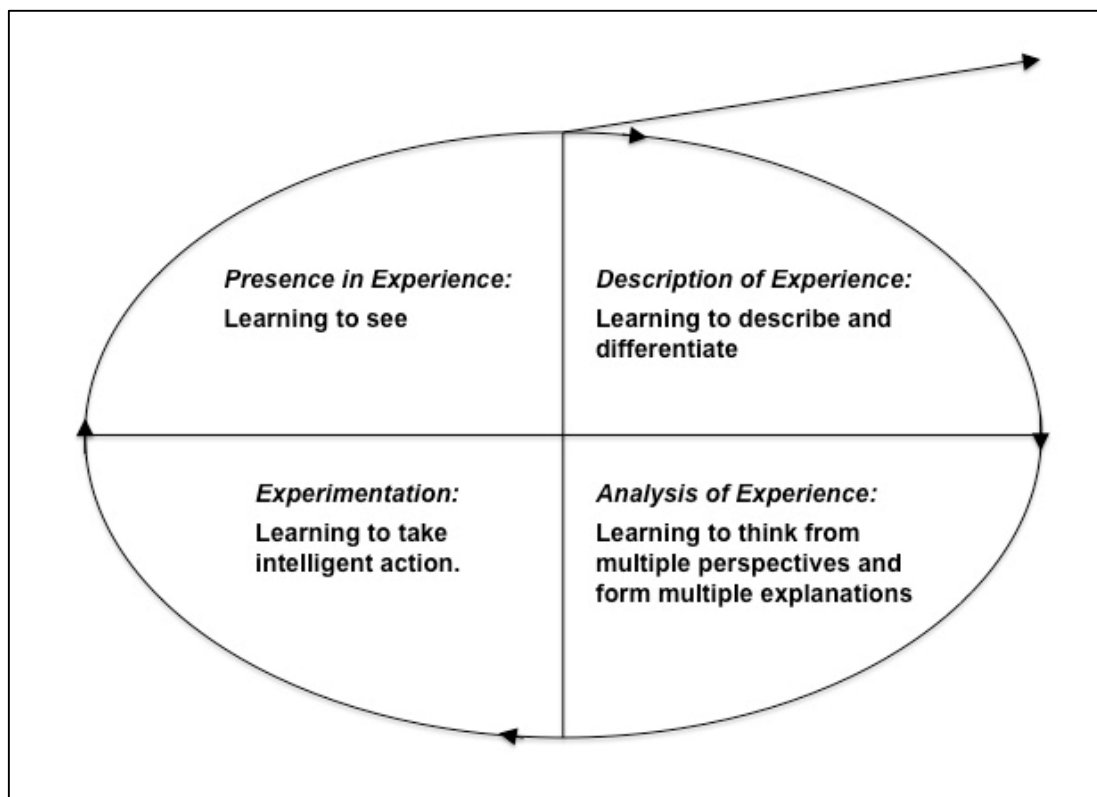 Presence in Experience:
Learning to see
Description of Experience:
Learning to describe and
differentiate
Experimentation:
Learning to take
intelligent action.
Analysis of Experience:
Learning to think from
multiple perspectives and
form multiple explanations